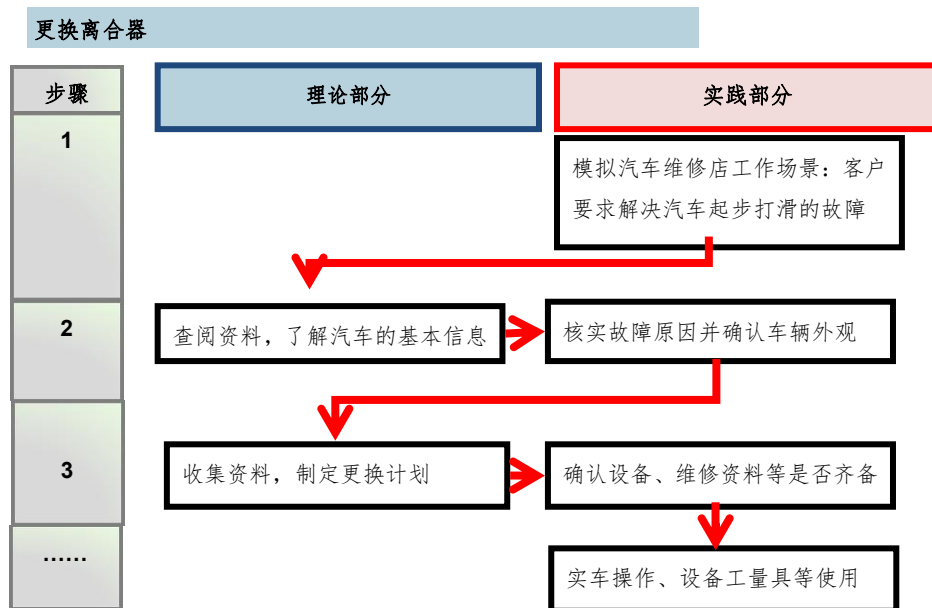 更换离合器
步骤
理论部分
实践部分
1
模拟汽车维修店工作场景：客户
要求解决汽车起步打滑的故障
2
查阅资料，了解汽车的基本信息
核实故障原因并确认车辆外观
3
收集资料，制定更换计划
确认设备、维修资料等是否齐备
……
实车操作、设备工量具等使用